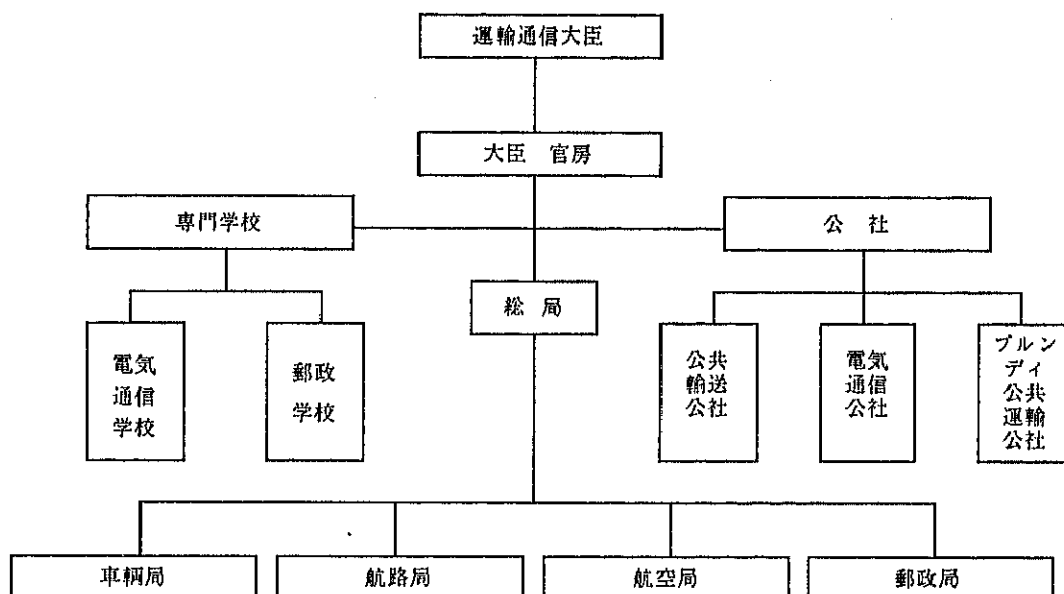 運輸通信大臣
大臣 官房
専門学校
公 社
総 局
電気
通信
学校
郵政
学校
公共
輸送
公社
電気
通信
公社
ブルン
ディ
公共
運輸
公社
車輌局
航路局
航空局
郵政局